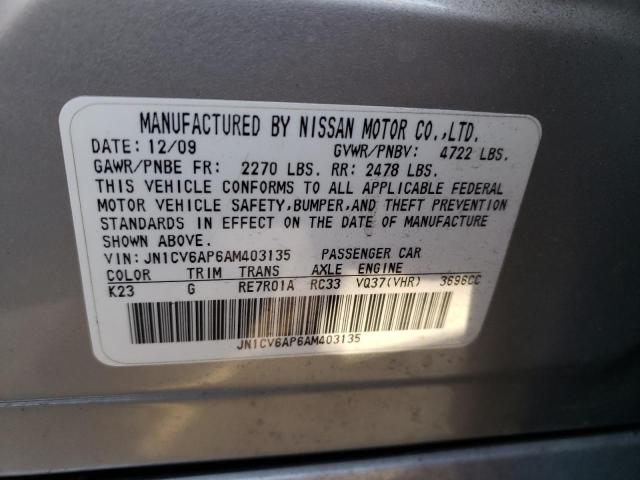 MANUFACTURED BY NISSAN MOTOR CO.,LTD.
DATE: 12/09 GVWR/PNBV: 4722 LBS.
GAWR/PNBE FR: 2270 LBS. RR: 2478 LBS.
THIS VEHICLE CONFORMS TO ALL APPLICABLE FEDERAL
MOTOR VEHICLE SAFETY,BUMPER,AND THEFT PREVENTION
STANDARDS IN EFFECT ON THE DATE OF MANUFACTURE
SHOWN ABOVE.
VIN: JN1CV6AP6AM403135 PASSENGER CAR
COLOR TRIM TRANS AXLE ENGINE
K23 G RE7R01A RC33 VQ37(VHR) 3696CC
JN1CV6AP6AM403135